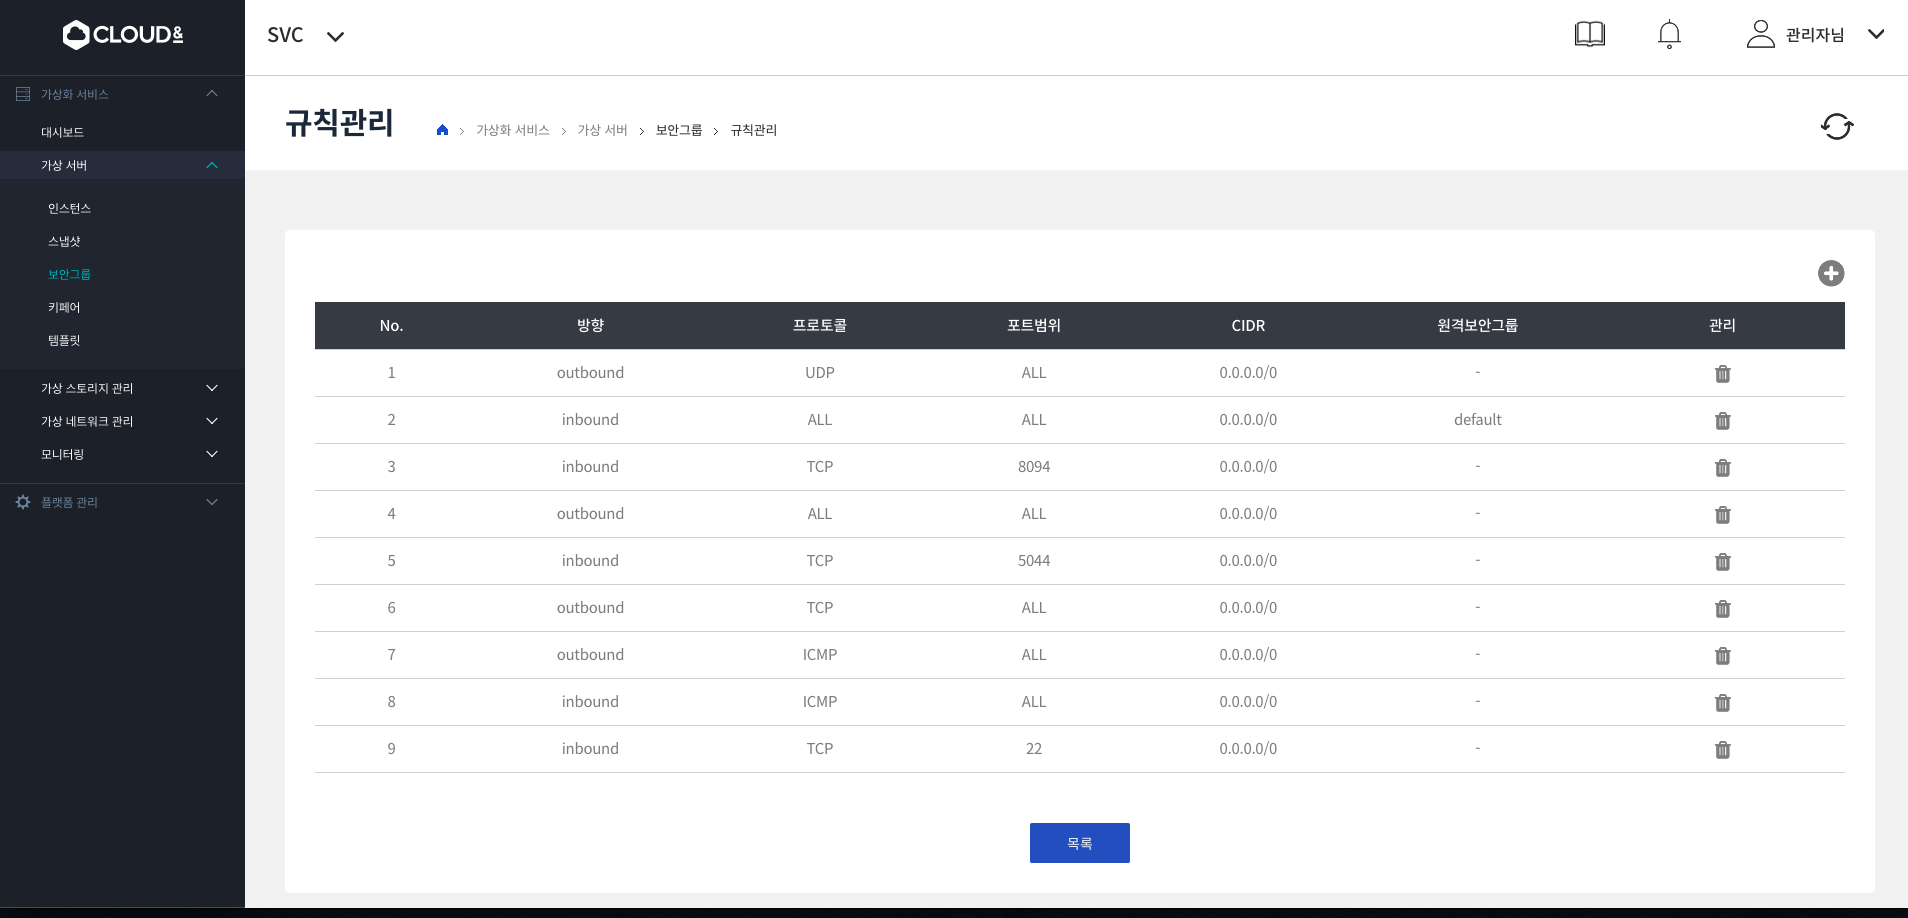 CLOUD&
SVC
관리자님
가상화 서비스
대시보드
가상 서버
인스턴스
스냅샷
보안그룹
키페어
템플릿
가상 스토리지 관리
가상 네트워크 관리
모니터링
플랫폼 관리
규칙관리
가상화 서비스 > 가상 서버 > 보안그룹 > 규칙관리
No. 방향 프로토콜 포트범위 CIDR 원격보안그룹 관리
1 outbound UDP ALL 0.0.0.0/0 -
2 inbound ALL ALL 0.0.0.0/0 default
3 inbound TCP 8094 0.0.0.0/0 -
4 outbound ALL ALL 0.0.0.0/0 -
5 inbound TCP 5044 0.0.0.0/0 -
6 outbound TCP ALL 0.0.0.0/0 -
7 outbound ICMP ALL 0.0.0.0/0 -
8 inbound ICMP ALL 0.0.0.0/0 -
9 inbound TCP 22 0.0.0.0/0 -
목록